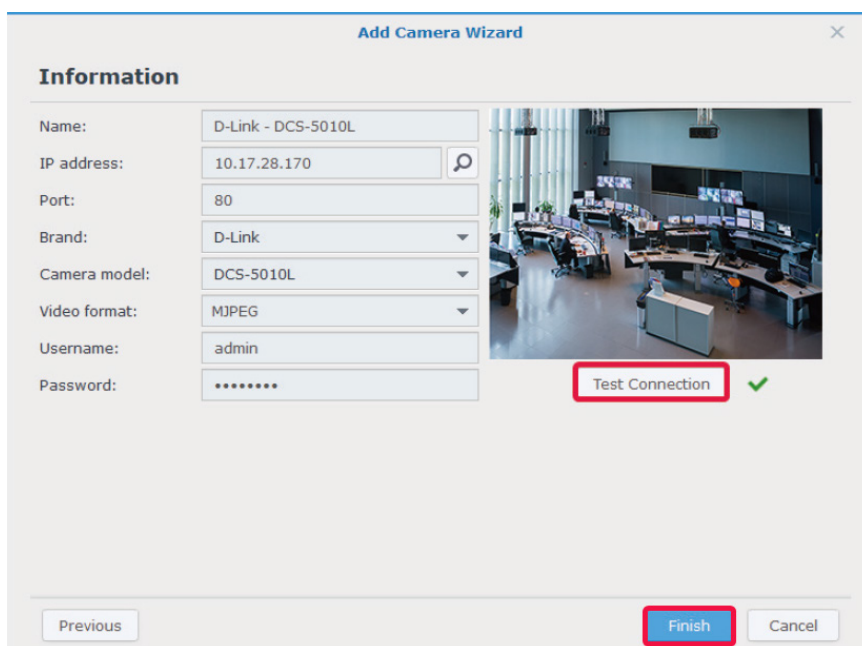 Add Camera Wizard
Information
Name: D-Link - DCS-5010L
IP address: 10.17.28.170
Port: 80
Brand: D-Link
Camera model: DCS-5010L
Video format: MJPEG
Username: admin
Password: ••••••••
Test Connection
Previous Finish Cancel